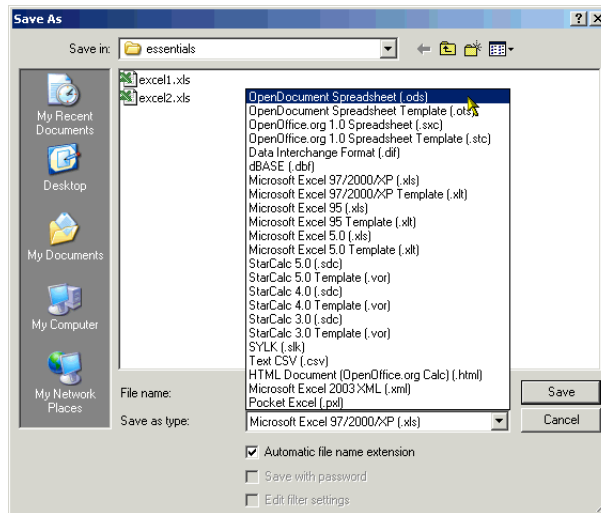 Save As
Save in:
essentials
excel1.xls
excel2.xls
My Recent
Documents
Desktop
My Documents
My Computer
My Network
Places
OpenDocument Spreadsheet (.ods)
OpenDocument Spreadsheet Template (.ots)
OpenOffice.org 1.0 Spreadsheet (.sxc)
OpenOffice.org 1.0 Spreadsheet Template (.stc)
Data Interchange Format (.dif)
dBASE (.dbf)
Microsoft Excel 97/2000/XP (.xls)
Microsoft Excel 97/2000/XP Template (.xlt)
Microsoft Excel 95 (.xls)
Microsoft Excel 95 Template (.xlt)
Microsoft Excel 5.0 (.xls)
Microsoft Excel 5.0 Template (.xlt)
StarCalc 5.0 (.sdc)
StarCalc 5.0 Template (.vor)
StarCalc 4.0 (.sdc)
StarCalc 4.0 Template (.vor)
StarCalc 3.0 (.sdc)
StarCalc 3.0 Template (.vor)
SYLK (.slk)
Text CSV (.csv)
HTML Document (OpenOffice.org Calc) (.html)
Microsoft Excel 2003 XML (.xml)
Pocket Excel (.pxl)
File name:
Save
Save as type:
Microsoft Excel 97/2000/XP (.xls)
Cancel
Automatic file name extension
Save with password
Edit filter settings